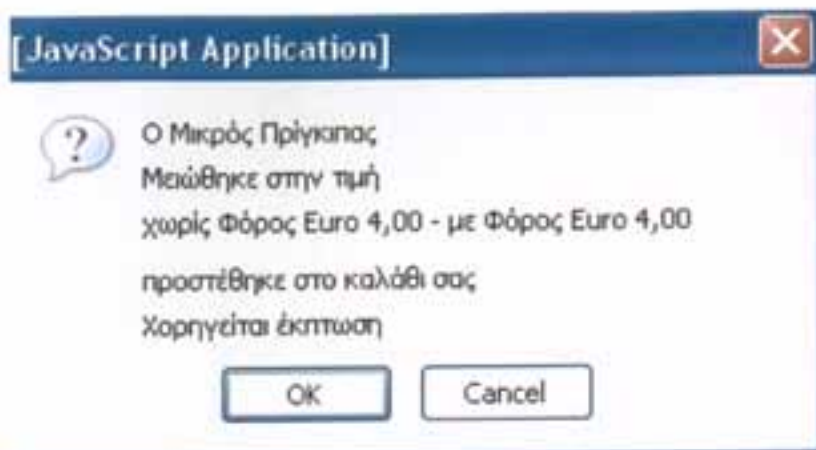 [JavaScript Application]
?
Ο Μικρός Πρίγκιπας
Μειώθηκε στην τιμή
χωρίς Φόρος Euro 4,00 - με Φόρος Euro 4,00
προστέθηκε στο καλάθι σας
Χορηγείται έκπτωση
OK
Cancel